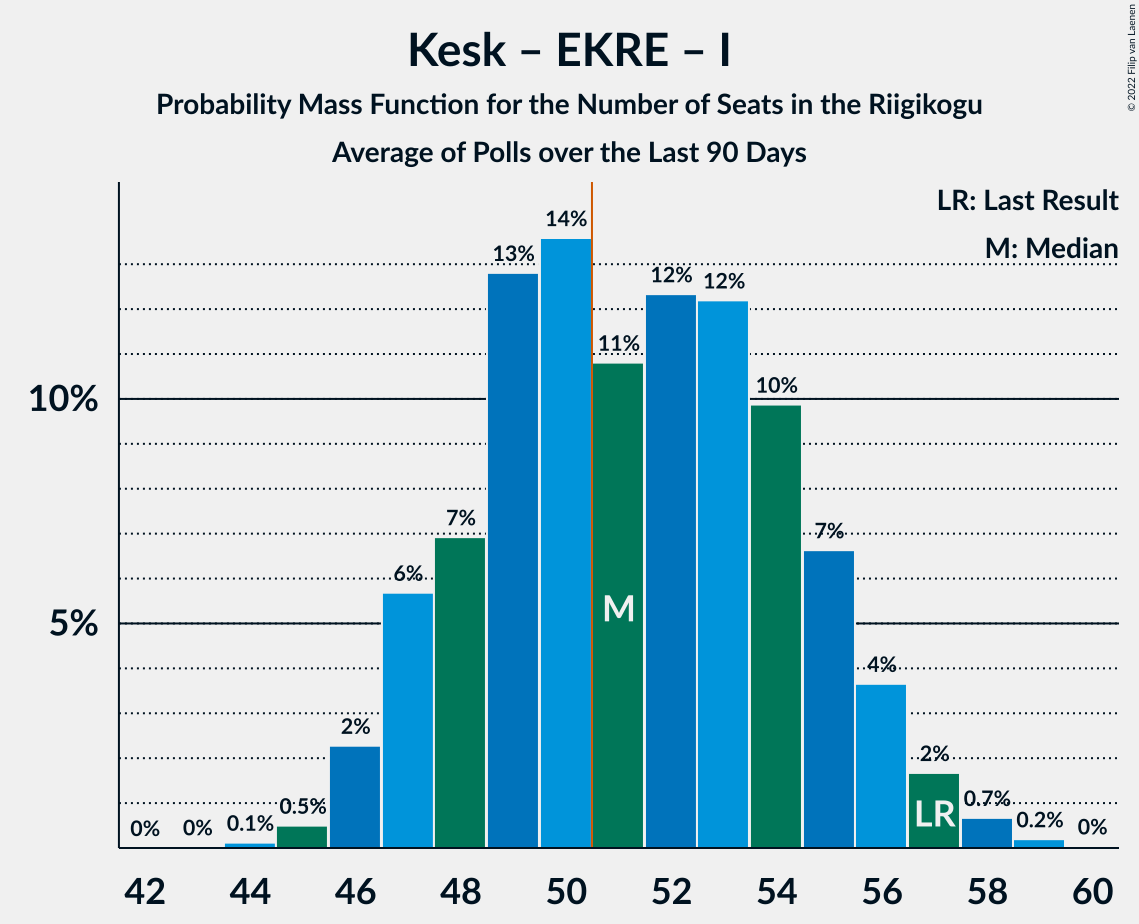 Kesk – EKRE – I
Probability Mass Function for the Number of Seats in the Riigikogu
Average of Polls over the Last 90 Days
© 2022 Filip van Laenen
LR: Last Result
M: Median
10%
5%
0%
0%
0.1%
0.5%
2%
6%
7%
13%
14%
11%
12%
12%
10%
7%
4%
2%
0.7%
0.2%
0%
M
LR
42 44 46 48 50 52 54 56 58 60